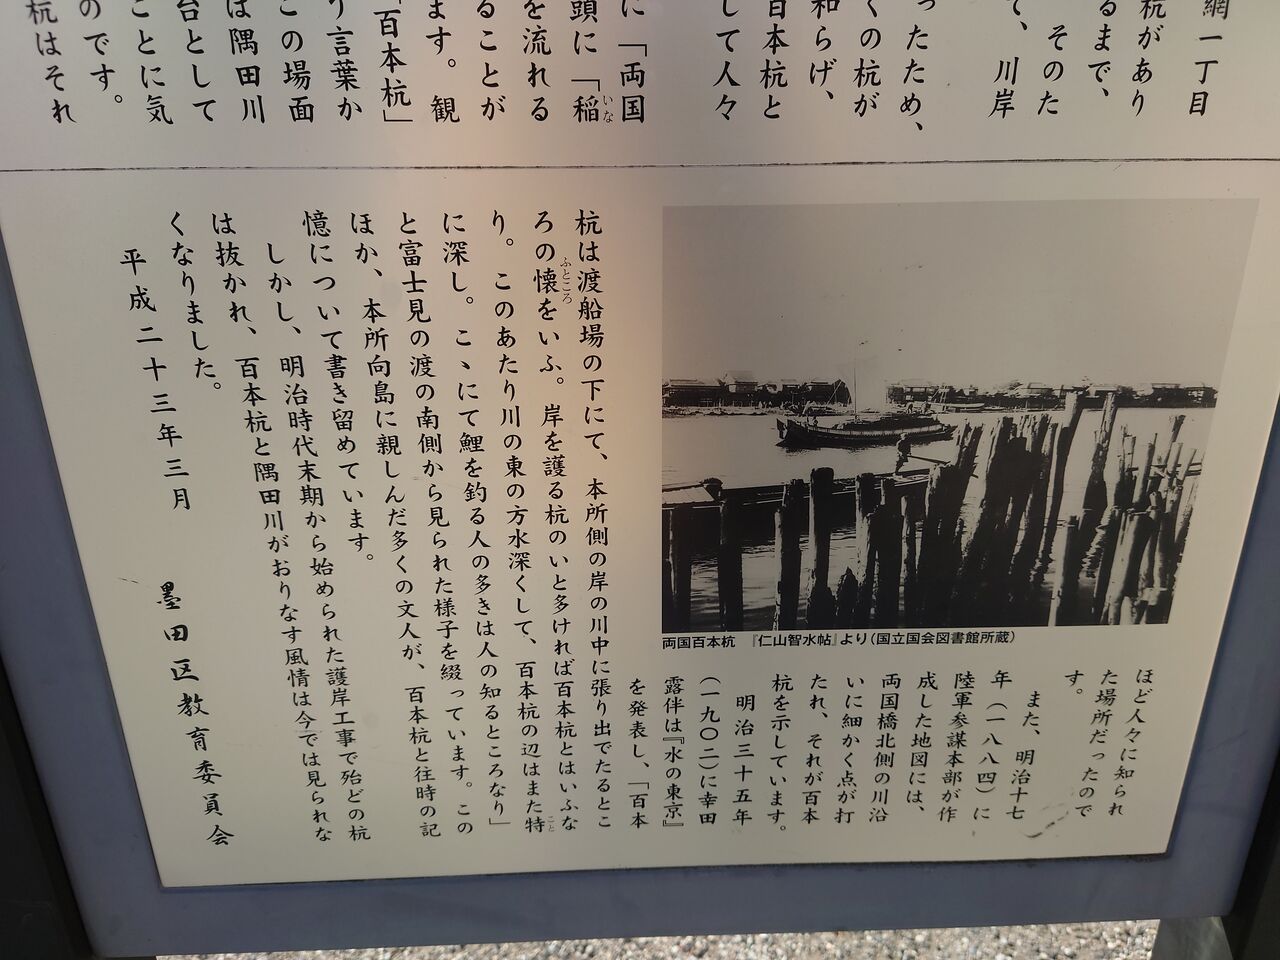 網一丁目
杭があり
るまで、
そのた
て、川岸
ったため、
くの杭が
和らげ、
百本杭と
して人々
に「両国
頭に「稲
いな
を流れる
ることが
ます。観
「百本杭」
り言葉か
この場面
は隅田川
台として
ことに気
のです。
杭はそれ
両国百本杭 『仁山智水帖』より(国立国会図書館所蔵)
ほど人々に知られ
た場所だったので
す。
また、明治十七
年(一八八四)に
陸軍参謀本部が作
成した地図には、
両国橋北側の川沿
いに細かく点が打
たれ、それが百本
杭を示しています。
明治三十五年
(一九〇二)に幸田
露伴は『水の東京』
を発表し、「百本
杭は渡船場の下にて、本所側の岸の川中に張り出でたるとこ
ろの懐をいふ。岸を護る杭のいと多ければ百本杭とはいふな
ふところ
り。このあたり川の東の方水深くして、百本杭の辺はまた特
こと
に深し。こゝにて鯉を釣る人の多きは人の知るところなり」
と富士見の渡の南側から見られた様子を綴っています。この
ほか、本所向島に親しんだ多くの文人が、百本杭と往時の記
憶について書き留めています。
しかし、明治時代末期から始められた護岸工事で殆どの杭
は抜かれ、百本杭と隅田川がおりなす風情は今では見られな
くなりました。
平成二十三年三月
墨田区教育委員会